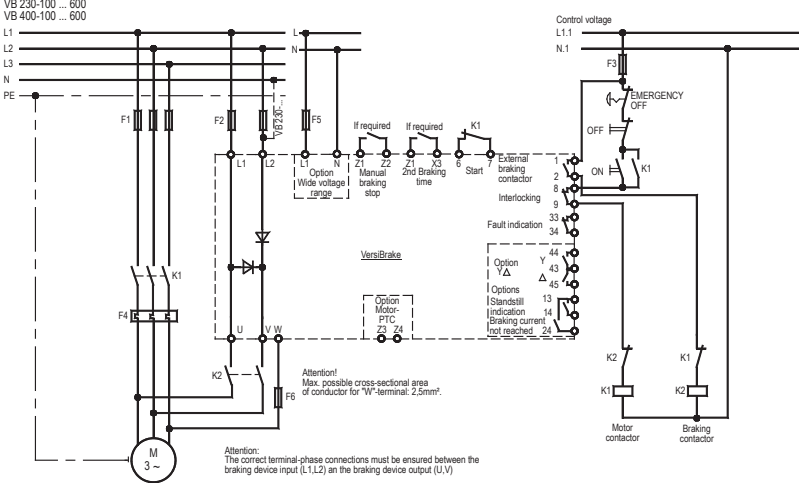 VB 230-100 ... 600
VB 400-100 ... 600
L1
L2
L3
N
PE
L
N
Control voltage
L1.1
N.1
F1
F2
VB 230-...
F5
F3
EMERGENCY
OFF
OFF
ON
K1
If required
If required
K1
L1
L2
L1
N
Z1
Z2
Z1
X3
6
7
Option
Wide voltage
range
Manual
braking
stop
2nd Braking
time
Start
External
braking
contactor
1
2
Interlocking
8
9
Fault indication
33
34
VersiBrake
Option
Y△
Y
△
44
43
45
Options
Standstill
indication
Braking current
not reached
13
14
24
Option
Motor-
PTC
Z3
Z4
K1
F4
U
V
W
K2
F6
Attention!
Max. possible cross-sectional area
of conductor for "W"-terminal: 2,5mm².
K2
K1
K1
K2
Motor
contactor
Braking
contactor
M
3 ~
Attention:
The correct terminal-phase connections must be ensured between the
braking device input (L1,L2) an the braking device output (U,V)